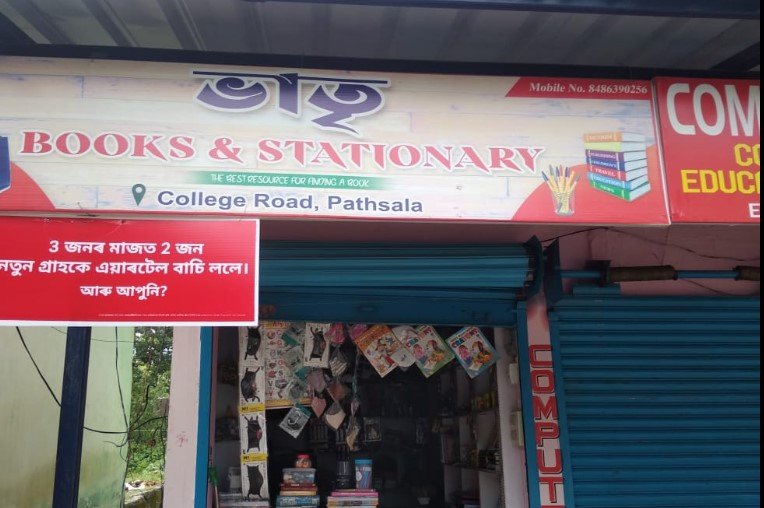 ভাতৃ
Mobile No. 8486390256
BOOKS & STATIONARY
THE BEST RESOURCE FOR FINDING A BOOK
College Road, Pathsala
COM
CO
EDUC
3 জনৰ মাজত 2 জন
নতুন গ্ৰাহকে এয়াৰটেল বাচি ললে।
আৰু আপুনি?
COMPUT